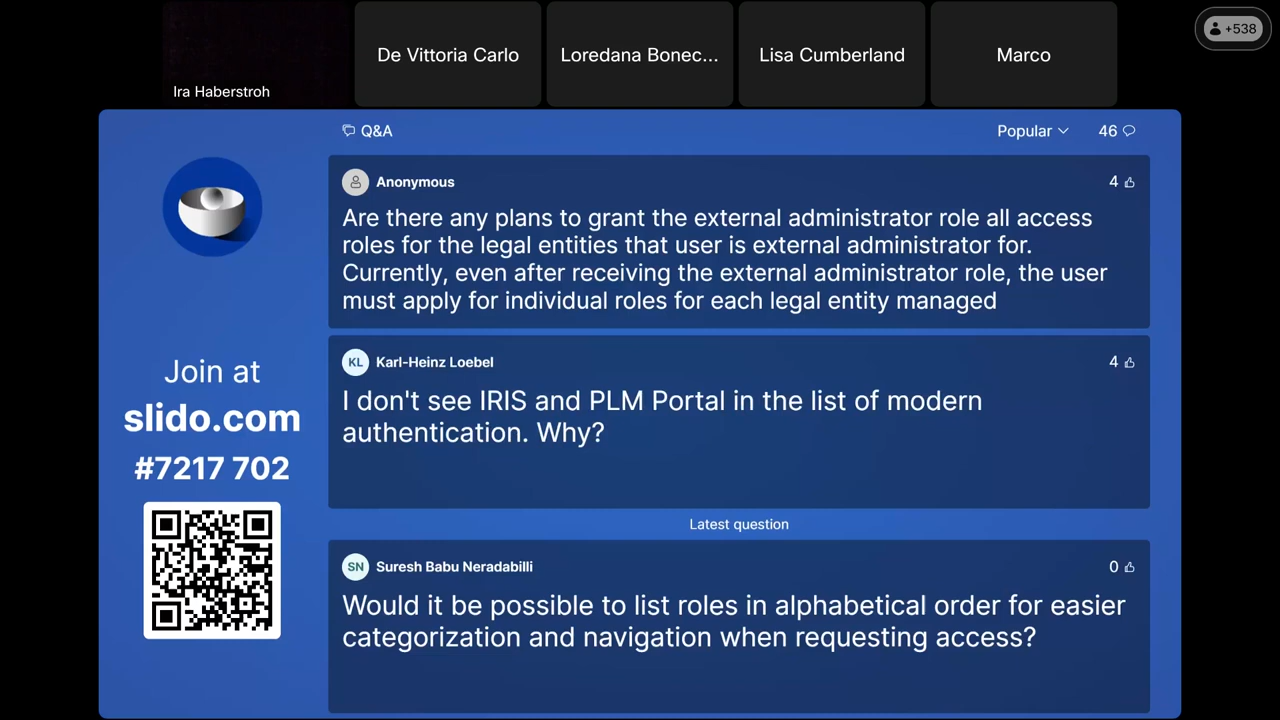 +538
De Vittoria Carlo
Loredana Bonec...
Lisa Cumberland
Marco
Ira Haberstroh
Q&A
Popular
46
Join at
slido.com
#7217 702
Anonymous
4
Are there any plans to grant the external administrator role all access
roles for the legal entities that user is external administrator for.
Currently, even after receiving the external administrator role, the user
must apply for individual roles for each legal entity managed
KL
Karl-Heinz Loebel
4
I don't see IRIS and PLM Portal in the list of modern
authentication. Why?
Latest question
SN
Suresh Babu Neradabilli
0
Would it be possible to list roles in alphabetical order for easier
categorization and navigation when requesting access?